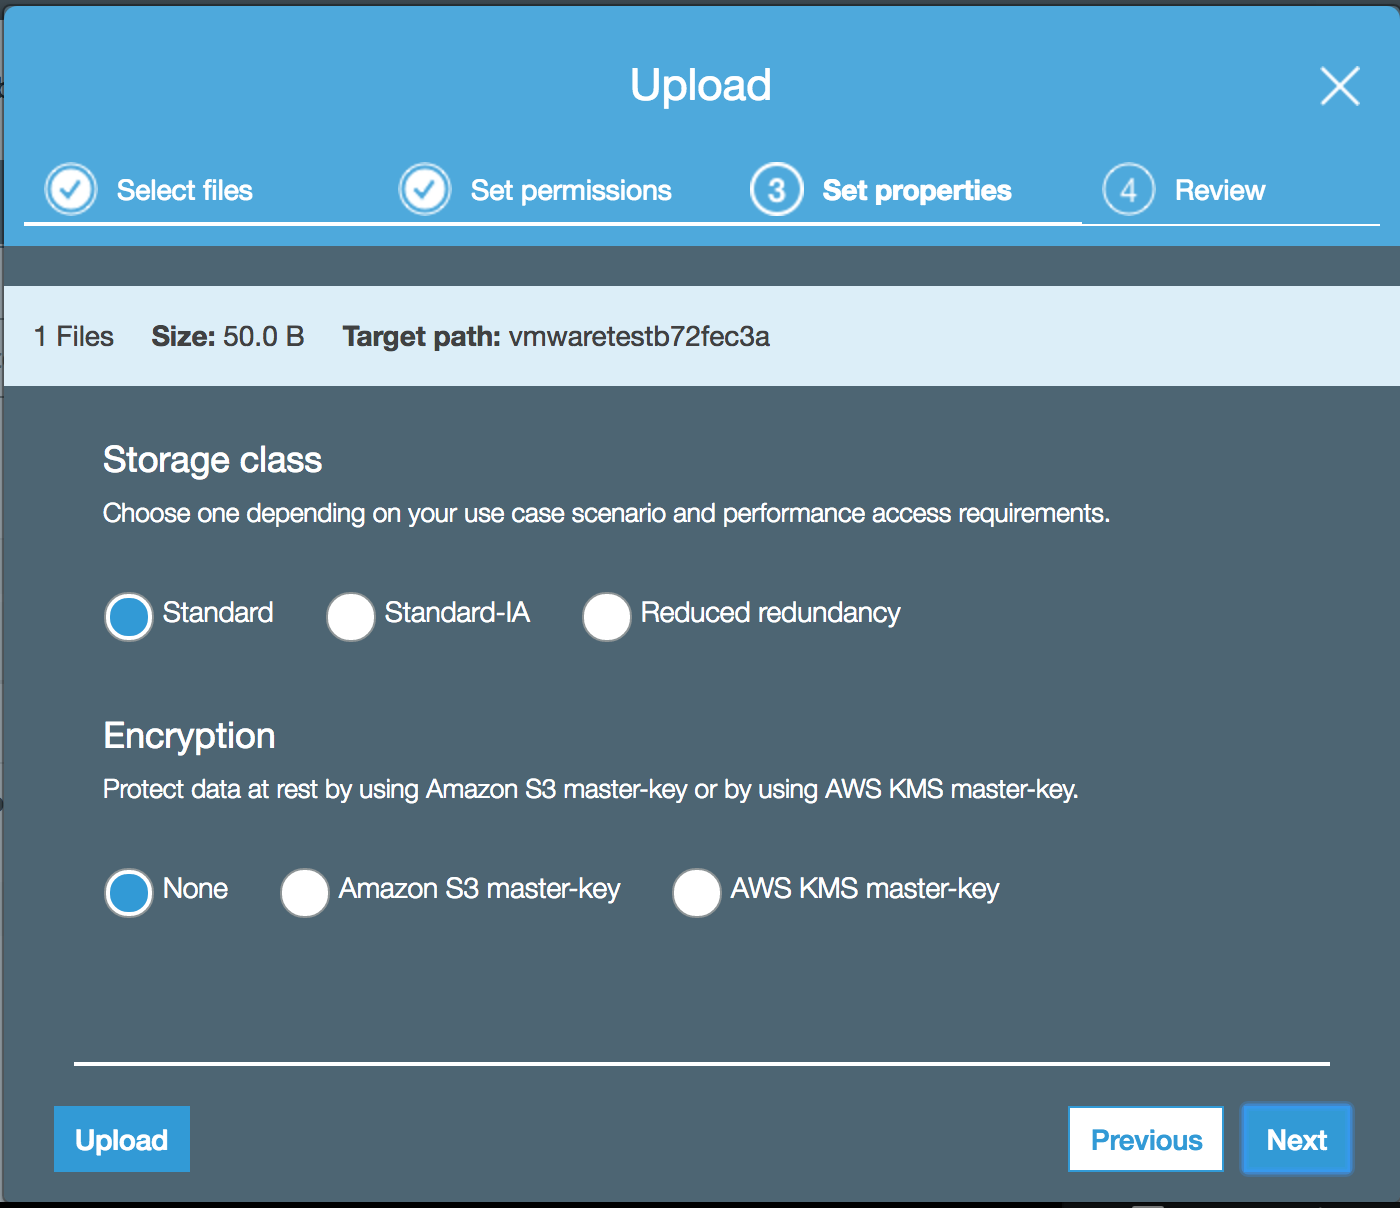 Upload
Select files Set permissions 3 Set properties 4 Review
1 Files Size: 50.0 B Target path: vmwaretestb72fec3a
Storage class
Choose one depending on your use case scenario and performance access requirements.
Standard Standard-IA Reduced redundancy
Encryption
Protect data at rest by using Amazon S3 master-key or by using AWS KMS master-key.
None Amazon S3 master-key AWS KMS master-key
Upload Previous Next